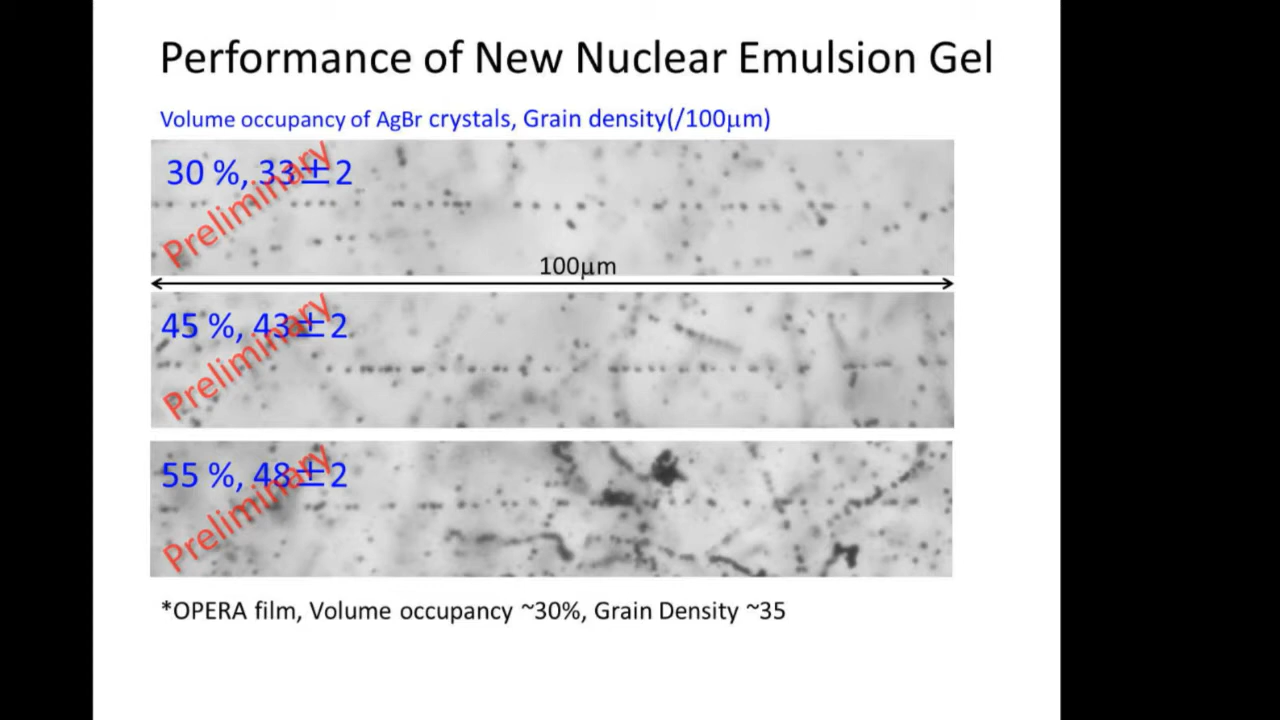 Performance of New Nuclear Emulsion Gel
Volume occupancy of AgBr crystals, Grain density(/100μm)
30 %, 33±2
Preliminary
100μm
45 %, 43±2
Preliminary
55 %, 48±2
Preliminary
*OPERA film, Volume occupancy ~30%, Grain Density ~35